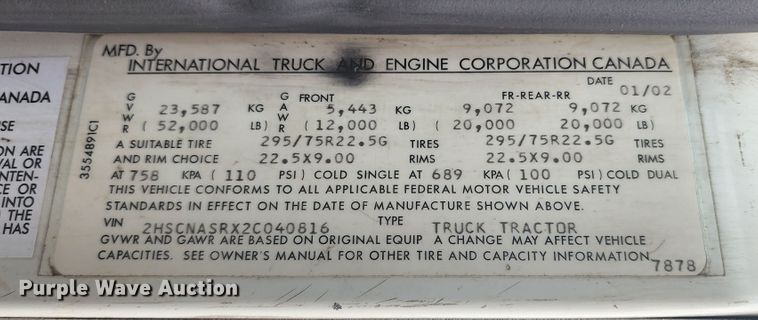 MFD. By
INTERNATIONAL TRUCK AND ENGINE CORPORATION CANADA
DATE 01/02
GVWR 23,587 KG GAWR FRONT 5,443 KG FR-REAR-RR 9,072 9,072 KG
( 52,000 LB) (12,000 LB) (20,000 20,000 LB)
A SUITABLE TIRE 295/75R22.5G TIRES 295/75R22.5G TIRES
AND RIM CHOICE 22.5X9.00 RIMS 22.5X9.00 RIMS
AT 758 KPA (110 PSI) COLD SINGLE AT 689 KPA (100 PSI) COLD DUAL
THIS VEHICLE CONFORMS TO ALL APPLICABLE FEDERAL MOTOR VEHICLE SAFETY
STANDARDS IN EFFECT ON THE DATE OF MANUFACTURE SHOWN ABOVE.
VIN 2HSCNASRX2C040816 TYPE TRUCK TRACTOR
GVWR AND GAWR ARE BASED ON ORIGINAL EQUIP A CHANGE MAY AFFECT VEHICLE
CAPACITIES. SEE OWNER'S MANUAL FOR OTHER TIRE AND CAPACITY INFORMATION
7878
3554891C1
TION
ANADA
USE
ON ARE
VAL OR
NTEN-
CE OR
INTO
THE
HAS
Purple Wave Auction